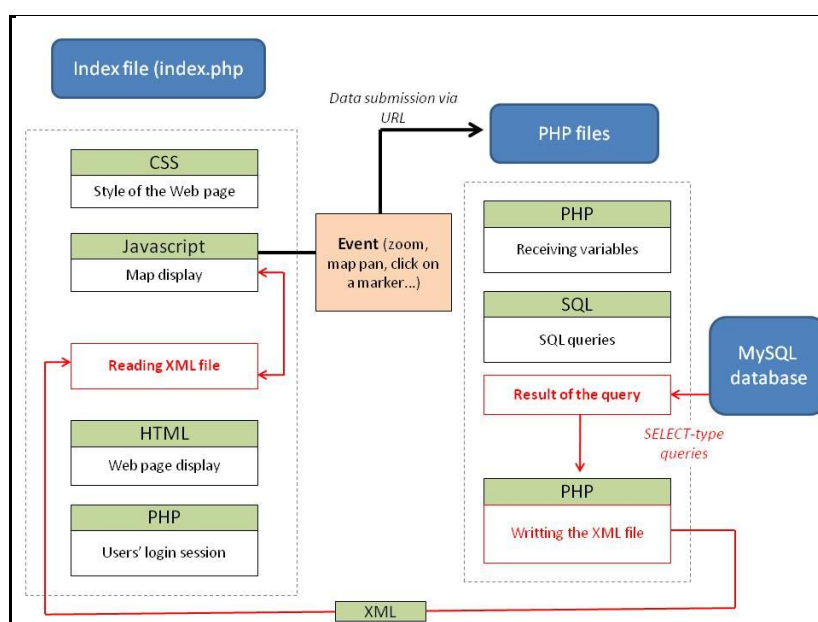 Index file (index.php
Data submission via
URL
PHP files
CSS
Style of the Web page
Javascript
Map display
Reading XML file
HTML
Web page display
PHP
Users' login session
Event (zoom,
map pan, click on
a marker...)
PHP
Receiving variables
SQL
SQL queries
Result of the query
SELECT-type
queries
MySQL
database
PHP
Writting the XML file
XML